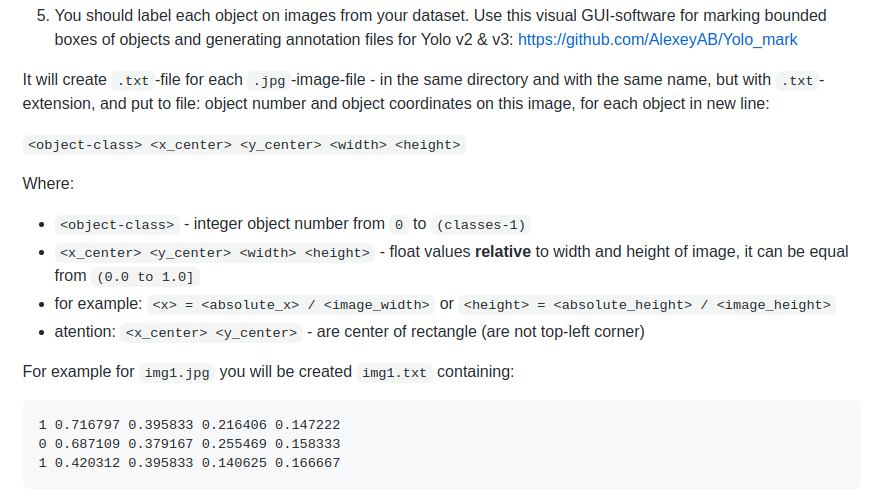 5. You should label each object on images from your dataset. Use this visual GUI-software for marking bounded
boxes of objects and generating annotation files for Yolo v2 & v3: https://github.com/AlexeyAB/Yolo_mark
It will create .txt -file for each .jpg -image-file - in the same directory and with the same name, but with .txt -
extension, and put to file: object number and object coordinates on this image, for each object in new line:
<object-class> <x_center> <y_center> <width> <height>
Where:
• <object-class> - integer object number from 0 to (classes-1)
• <x_center> <y_center> <width> <height> - float values relative to width and height of image, it can be equal
from (0.0 to 1.0]
• for example: <x> = <absolute_x> / <image_width> or <height> = <absolute_height> / <image_height>
• atention: <x_center> <y_center> - are center of rectangle (are not top-left corner)
For example for img1.jpg you will be created img1.txt containing:
1 0.716797 0.395833 0.216406 0.147222
0 0.687109 0.379167 0.255469 0.158333
1 0.420312 0.395833 0.140625 0.166667